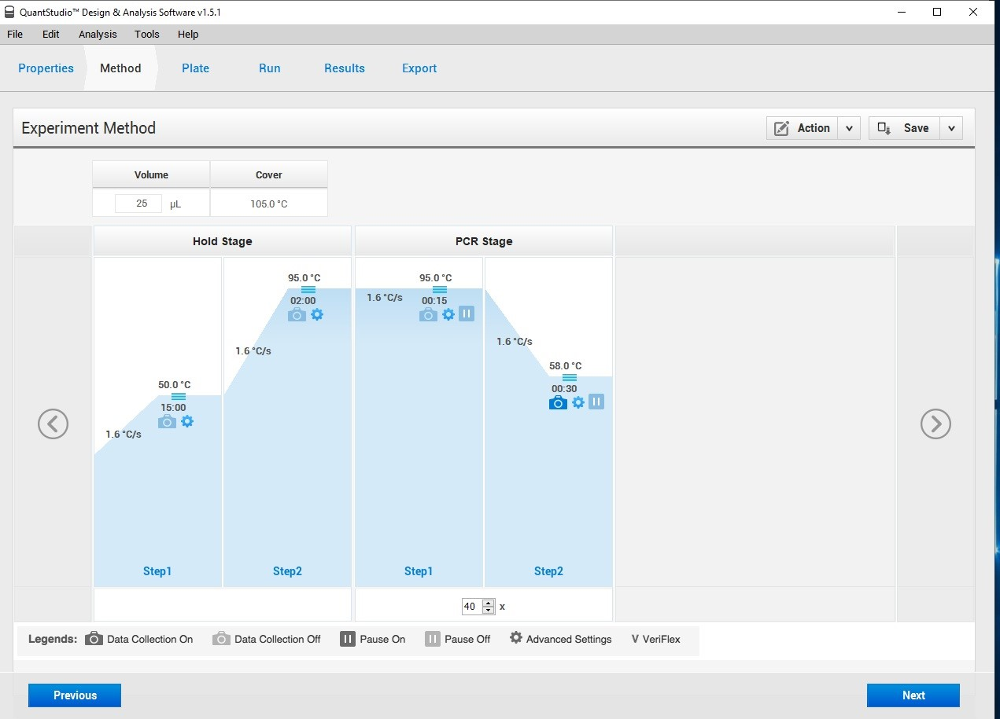 QuantStudio™ Design & Analysis Software v1.5.1
File Edit Analysis Tools Help
Properties Method Plate Run Results Export
Experiment Method
Action Save
Volume Cover
25 µL 105.0 °C
Hold Stage PCR Stage
95.0 °C 95.0 °C
1.6 °C/s
02:00 00:15
1.6 °C/s
1.6 °C/s
58.0 °C
50.0 °C
00:30
15:00
1.6 °C/s
Step1 Step2 Step1 Step2
40 x
Legends: Data Collection On Data Collection Off Pause On Pause Off Advanced Settings V VeriFlex
Previous Next